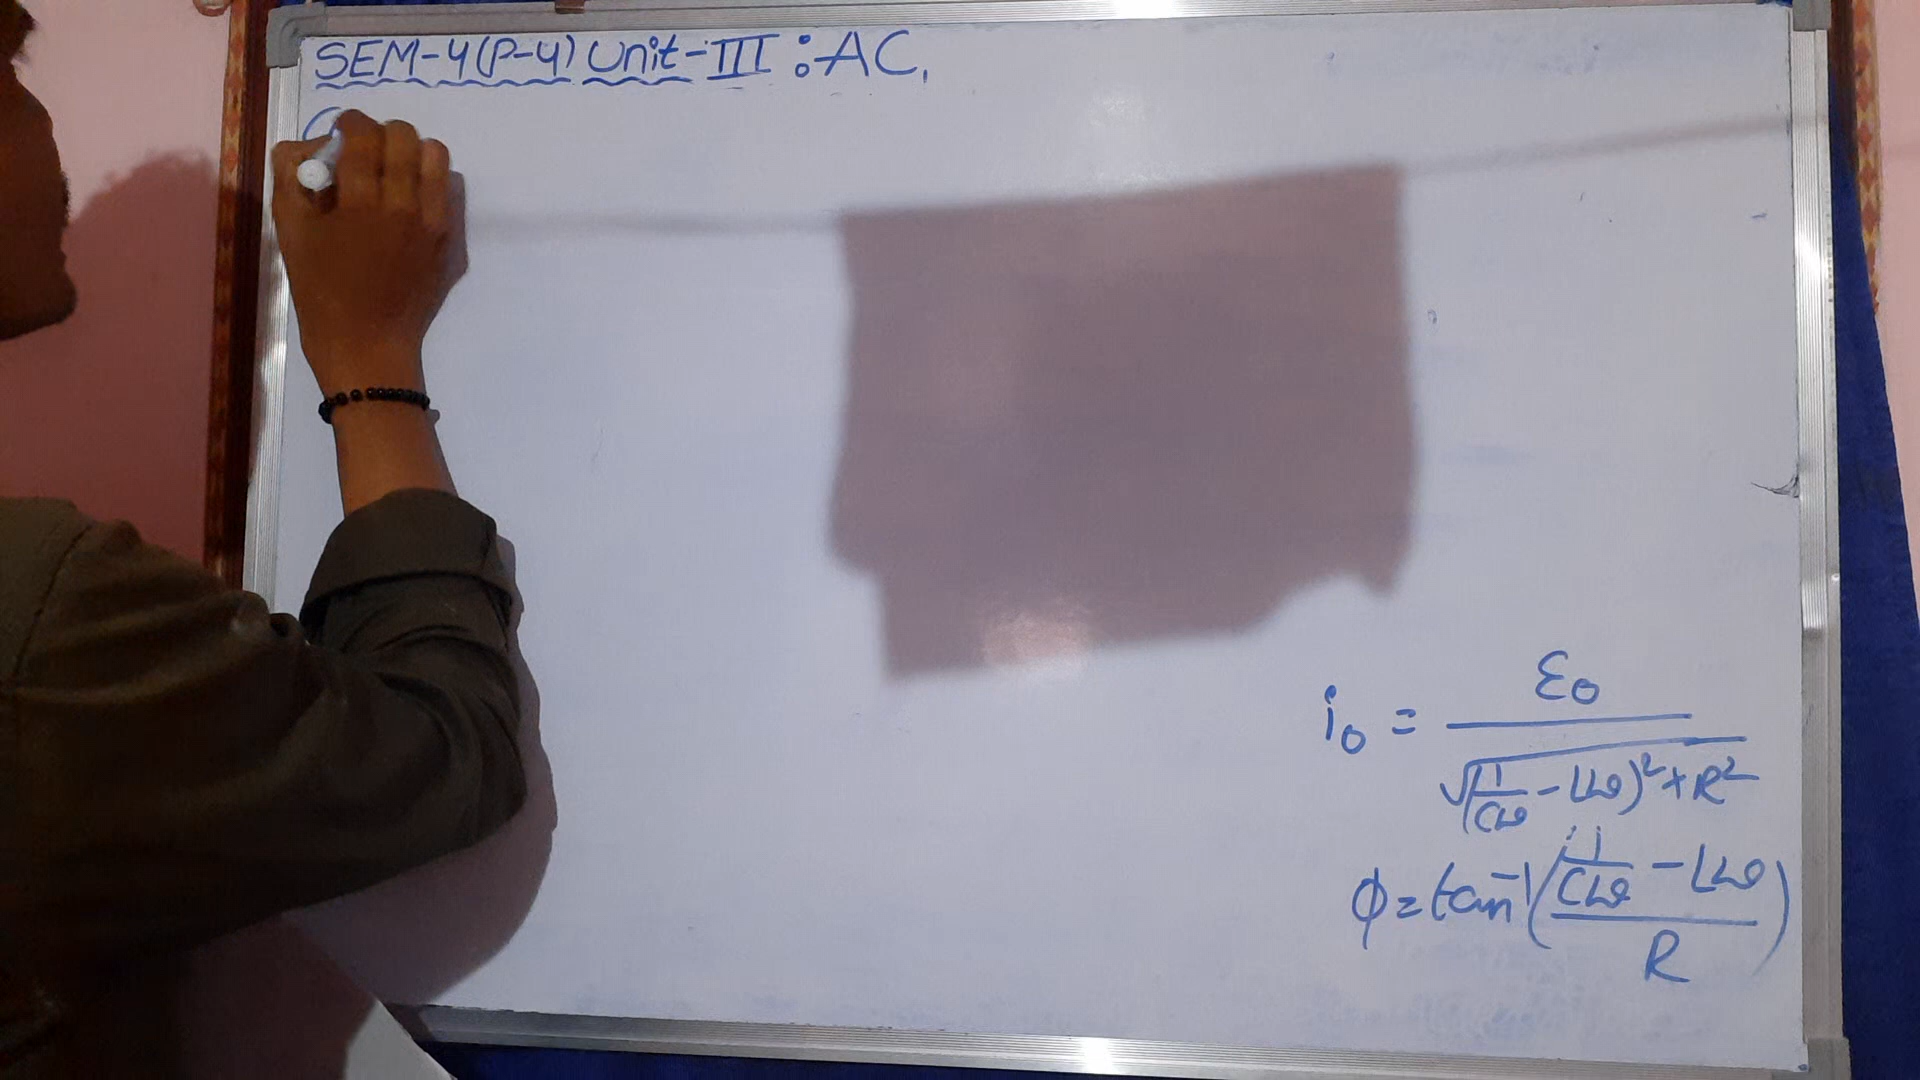 SEM-4(P-4) Unit-III : AC,
i₀ = ε₀ / √((1/Cω - Lω)² + R²)
φ = tan⁻¹((1/Cω - Lω) / R)